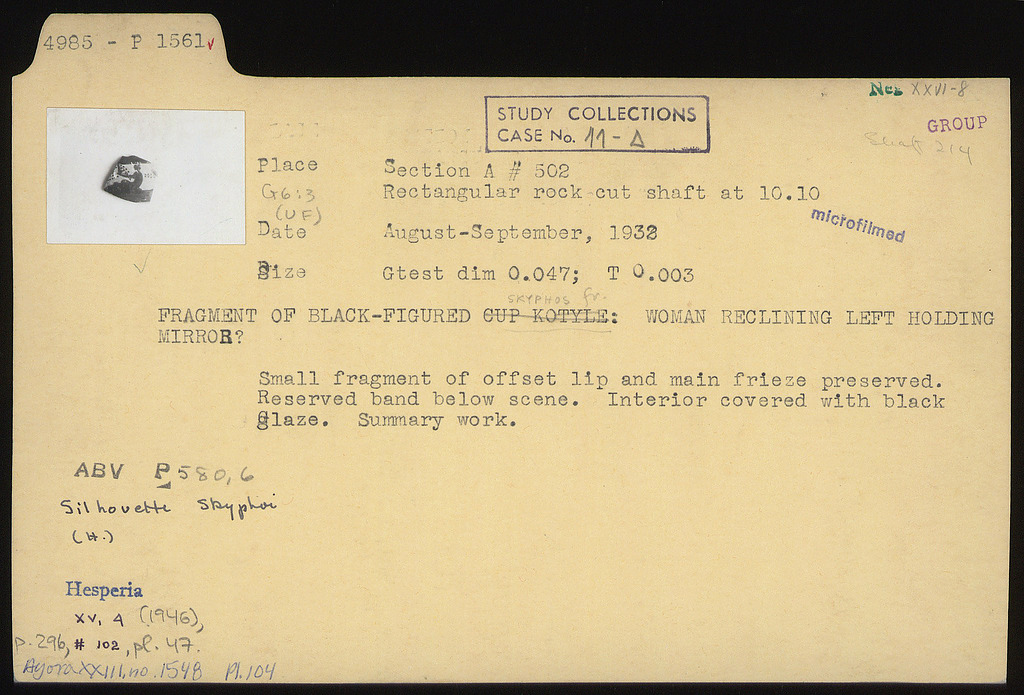 4985 - P 1561✓
Neg XXVI-8
STUDY COLLECTIONS
CASE No. 11-Δ
GROUP
Shaf 214
Place Section A # 502
G6:3 Rectangular rock cut shaft at 10.10
(UF)
microfilmed
Date August-September, 1932
Size Gtest dim 0.047; T 0.003
SKYPHOS fr.
FRAGMENT OF BLACK-FIGURED CUP KOTYLE: WOMAN RECLINING LEFT HOLDING
MIRROR?
Small fragment of offset lip and main frieze preserved.
Reserved band below scene. Interior covered with black
glaze. Summary work.
ABV P 580,6
Silhouette Skyphoi
(H.)
Hesperia
XV, 4 (1946),
p. 296, # 102, pl. 47.
Agora XXIII, no. 1548 Pl. 104